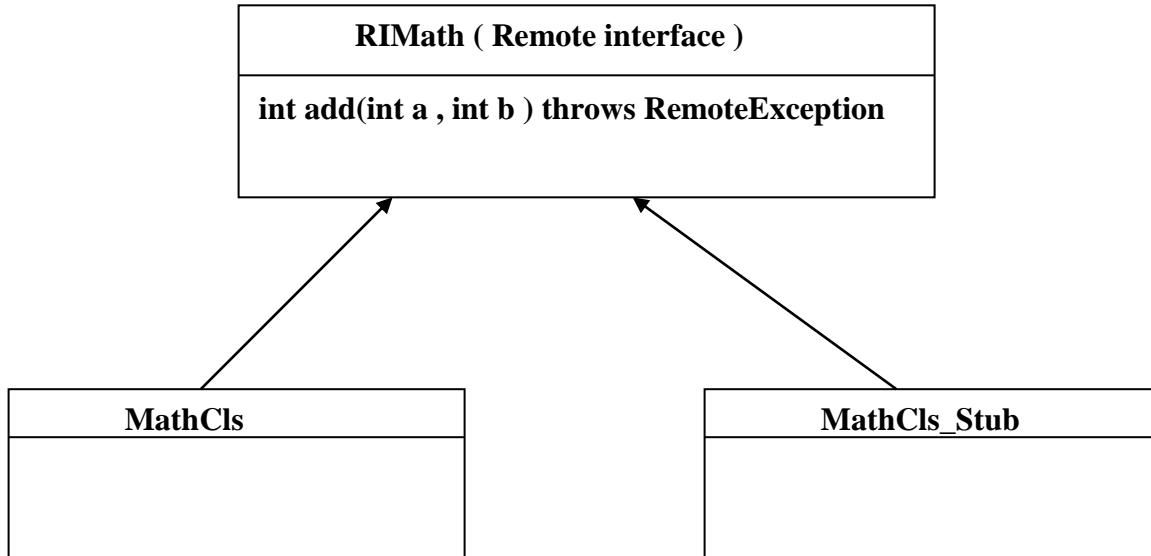 RIMath ( Remote interface )
int add(int a , int b ) throws RemoteException
MathCls
MathCls_Stub